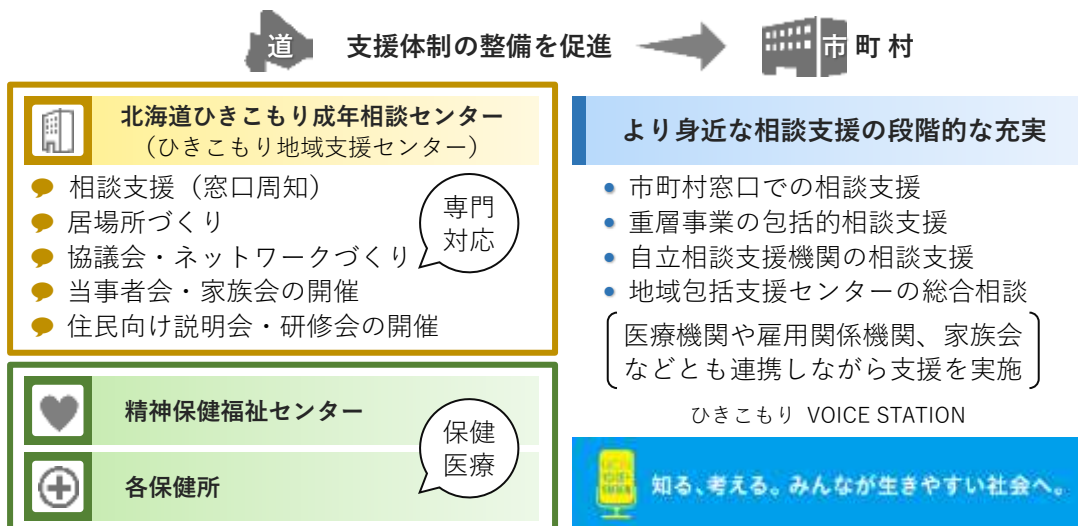 道 支援体制の整備を促進 市町村
北海道ひきこもり成年相談センター
（ひきこもり地域支援センター）
相談支援（窓口周知）
居場所づくり
協議会・ネットワークづくり
当事者会・家族会の開催
住民向け説明会・研修会の開催
専門
対応
精神保健福祉センター
各保健所
保健
医療
より身近な相談支援の段階的な充実
市町村窓口での相談支援
重層事業の包括的相談支援
自立相談支援機関の相談支援
地域包括支援センターの総合相談
医療機関や雇用関係機関、家族会
などとも連携しながら支援を実施
ひきこもり VOICE STATION
知る、考える。みんなが生きやすい社会へ。